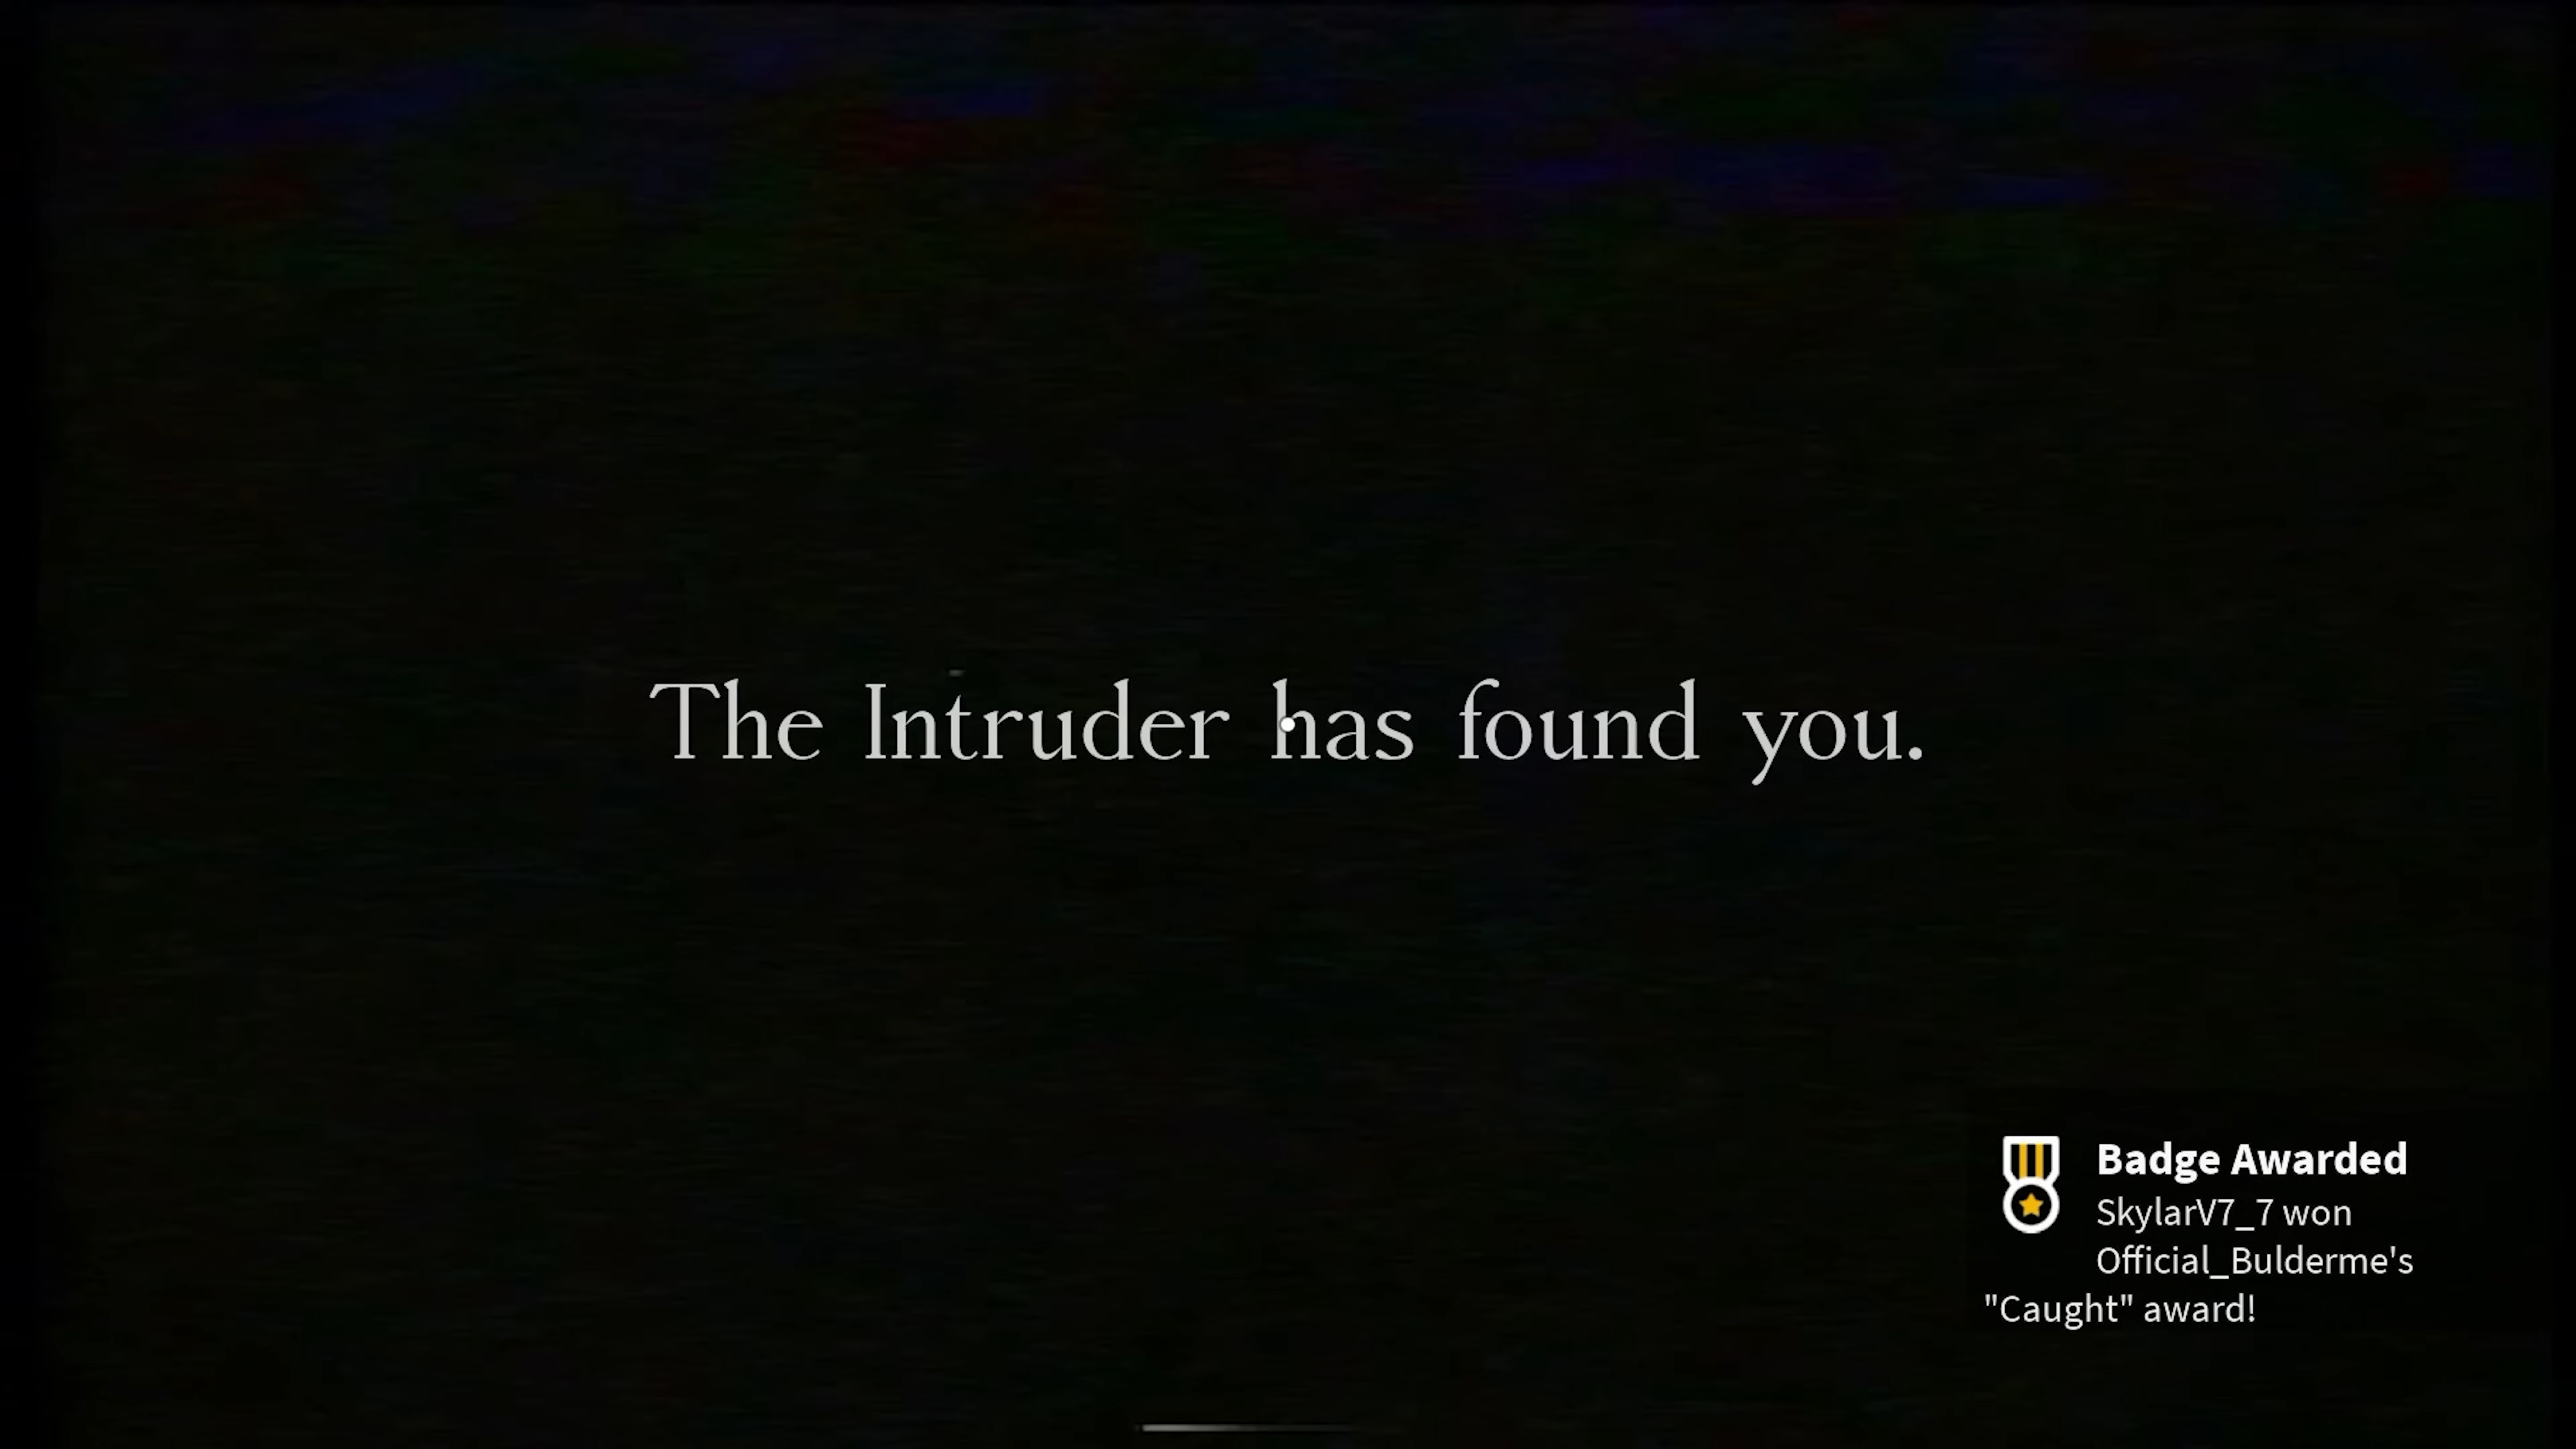 The Intruder has found you.
Badge Awarded
SkylarV7_7 won
Official_Bulderme's
"Caught" award!